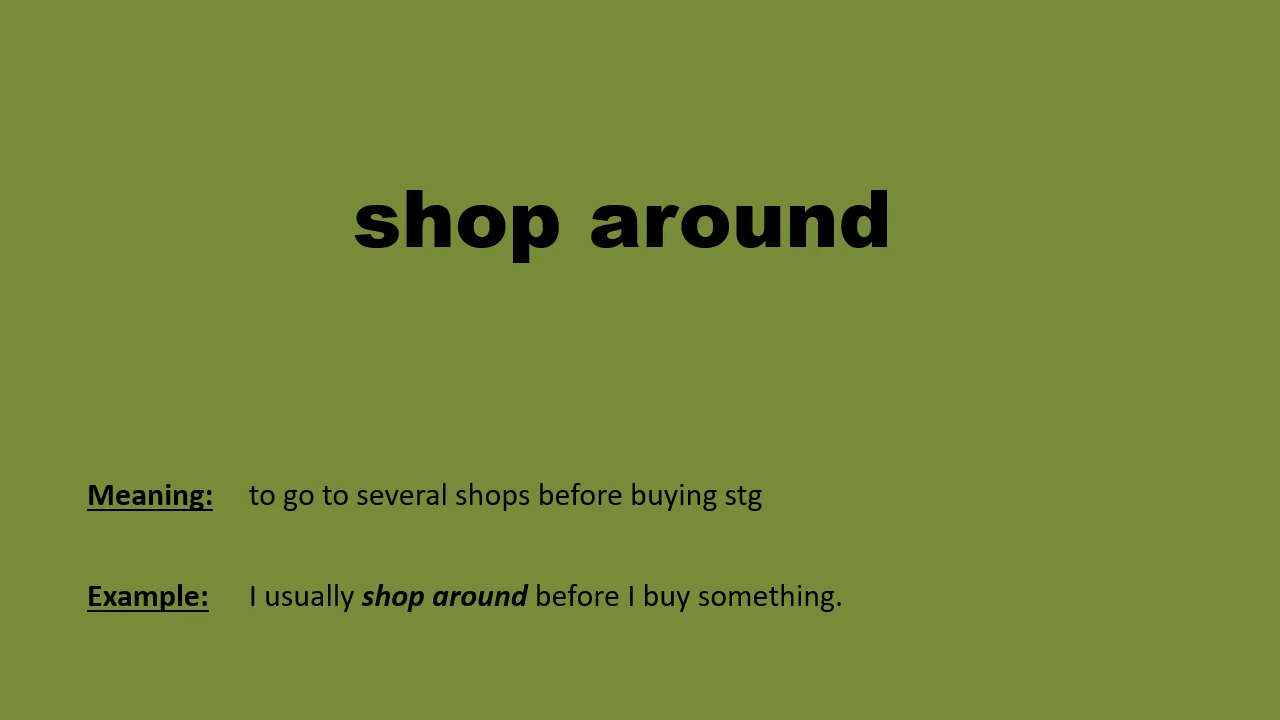 shop around
Meaning: to go to several shops before buying stg
Example: I usually shop around before I buy something.